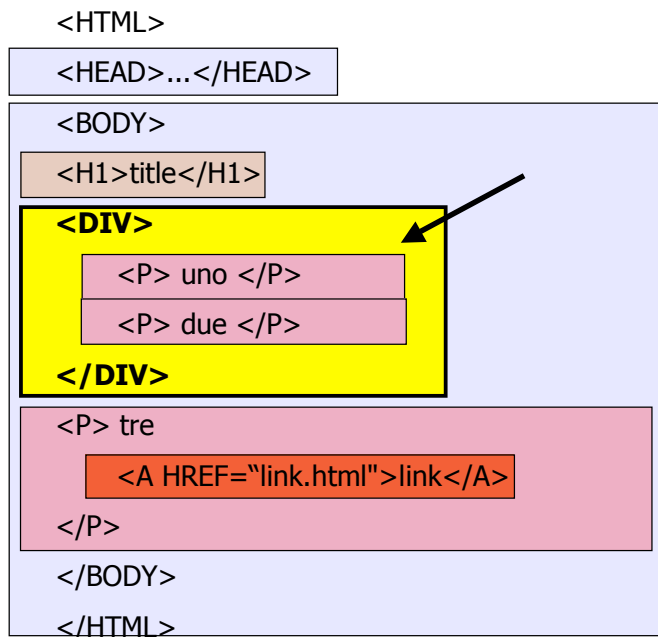 <HTML>
<HEAD>...</HEAD>
<BODY>
<H1>title</H1>
<DIV>
<P> uno </P>
<P> due </P>
</DIV>
<P> tre
<A HREF=“link.html">link</A>
</P>
</BODY>
</HTML>